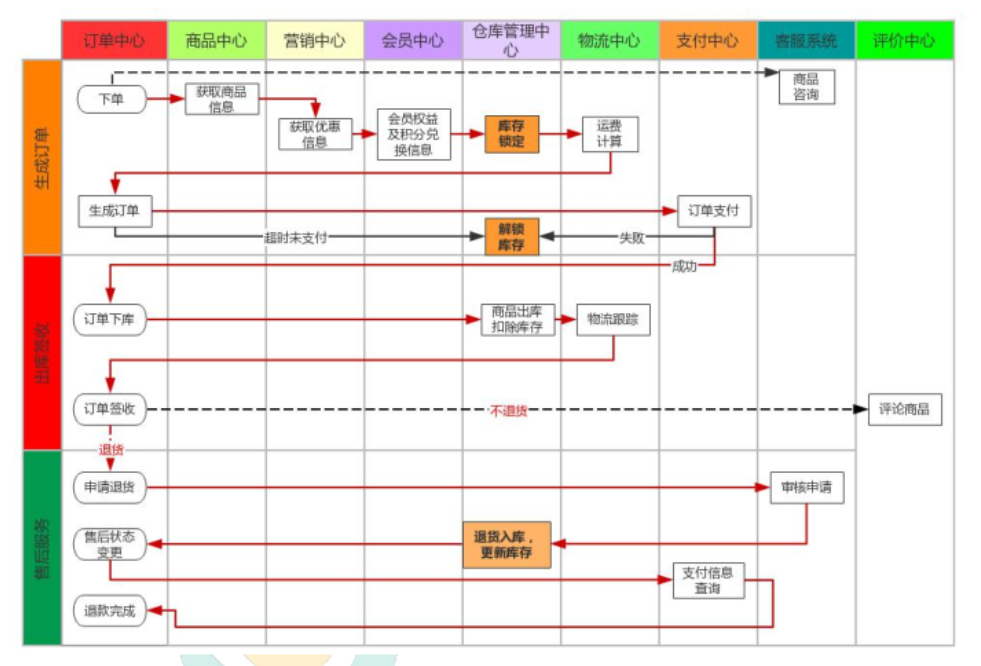 订单中心
商品中心
营销中心
会员中心
仓库管理中
心
物流中心
支付中心
客服系统
评价中心
生成订单
下单
获取商品
信息
获取优惠
信息
会员权益
及积分兑
换信息
库存
锁定
运费
计算
商品
咨询
生成订单
订单支付
超时未支付
解锁
库存
失败
成功
出库签收
订单下库
商品出库
扣除库存
物流跟踪
订单签收
不退货
评论商品
退货
售后服务
申请退货
审核申请
售后状态
变更
退货入库，
更新库存
支付信息
查询
退款完成